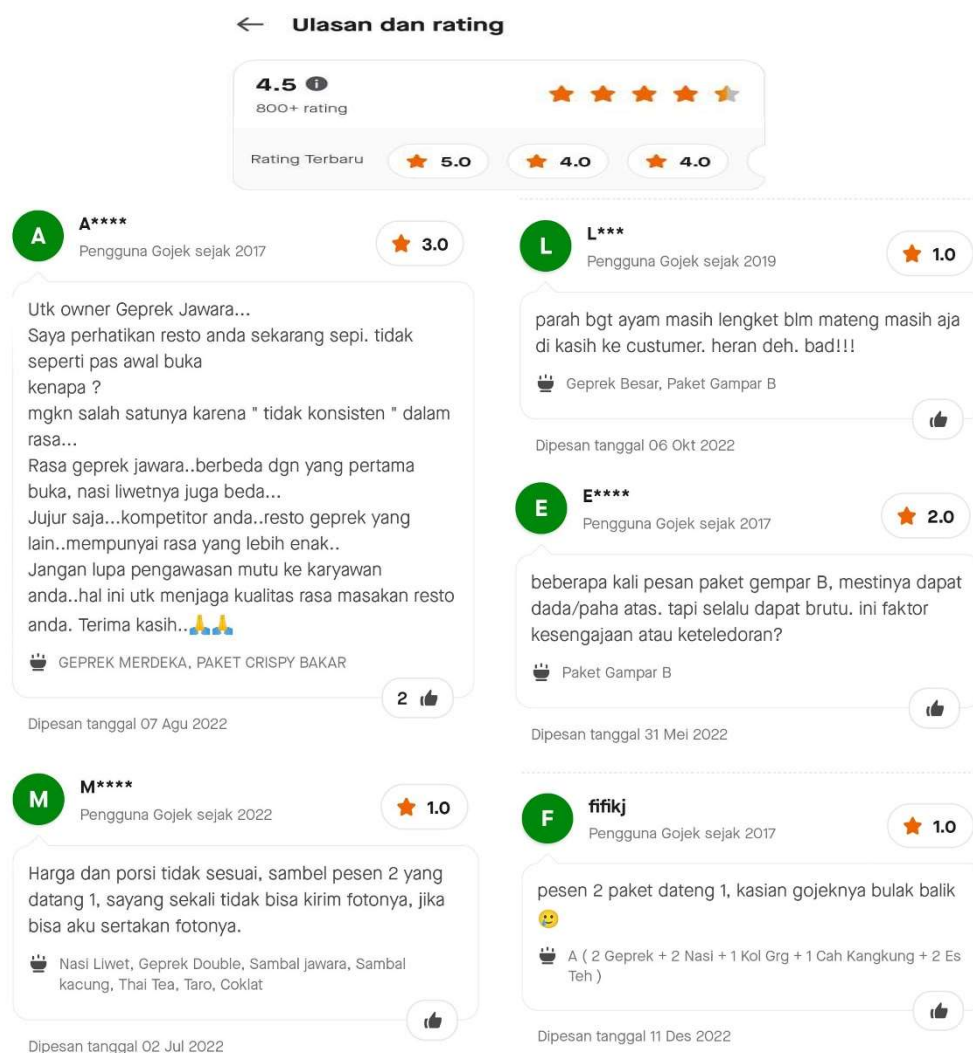 Ulasan dan rating
4.5
800+ rating
Rating Terbaru
5.0
4.0
4.0
A
A****
Pengguna Gojek sejak 2017
3.0
Utk owner Geprek Jawara...
Saya perhatikan resto anda sekarang sepi. tidak
seperti pas awal buka
kenapa ?
mgkn salah satunya karena " tidak konsisten " dalam
rasa...
Rasa geprek jawara..berbeda dgn yang pertama
buka, nasi liwetnya juga beda...
Jujur saja...kompetitor anda..resto geprek yang
lain..mempunyai rasa yang lebih enak..
Jangan lupa pengawasan mutu ke karyawan
anda..hal ini utk menjaga kualitas rasa masakan resto
anda. Terima kasih..🙏🙏
GEPREK MERDEKA, PAKET CRISPY BAKAR
2
Dipesan tanggal 07 Agu 2022
M
M****
Pengguna Gojek sejak 2022
1.0
Harga dan porsi tidak sesuai, sambel pesen 2 yang
datang 1, sayang sekali tidak bisa kirim fotonya, jika
bisa aku sertakan fotonya.
Nasi Liwet, Geprek Double, Sambal jawara, Sambal
kacung, Thai Tea, Taro, Coklat
Dipesan tanggal 02 Jul 2022
L
L***
Pengguna Gojek sejak 2019
1.0
parah bgt ayam masih lengket blm mateng masih aja
di kasih ke custumer. heran deh. bad!!!
Geprek Besar, Paket Gampar B
Dipesan tanggal 06 Okt 2022
E
E****
Pengguna Gojek sejak 2017
2.0
beberapa kali pesan paket gempar B, mestinya dapat
dada/paha atas. tapi selalu dapat brutu. ini faktor
kesengajaan atau keteledoran?
Paket Gampar B
Dipesan tanggal 31 Mei 2022
F
fifikj
Pengguna Gojek sejak 2017
1.0
pesen 2 paket dateng 1, kasian gojeknya bulak balik
🥲
A ( 2 Geprek + 2 Nasi + 1 Kol Grg + 1 Cah Kangkung + 2 Es
Teh )
Dipesan tanggal 11 Des 2022